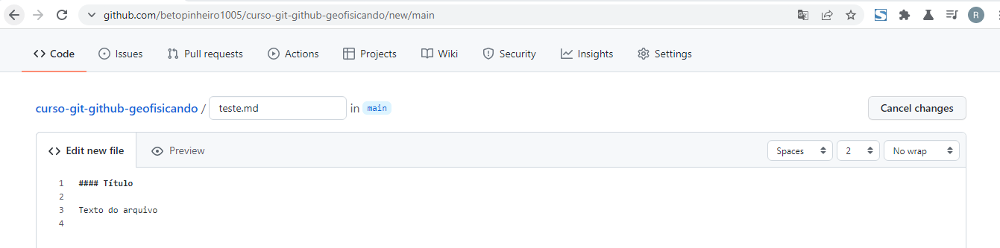 github.com/betopinheiro1005/curso-git-github-geofisicando/new/main
R
Code Issues Pull requests Actions Projects Wiki Security Insights Settings
curso-git-github-geofisicando / teste.md in main Cancel changes
Edit new file Preview Spaces 2 No wrap
1 #### Título
2
3 Texto do arquivo
4